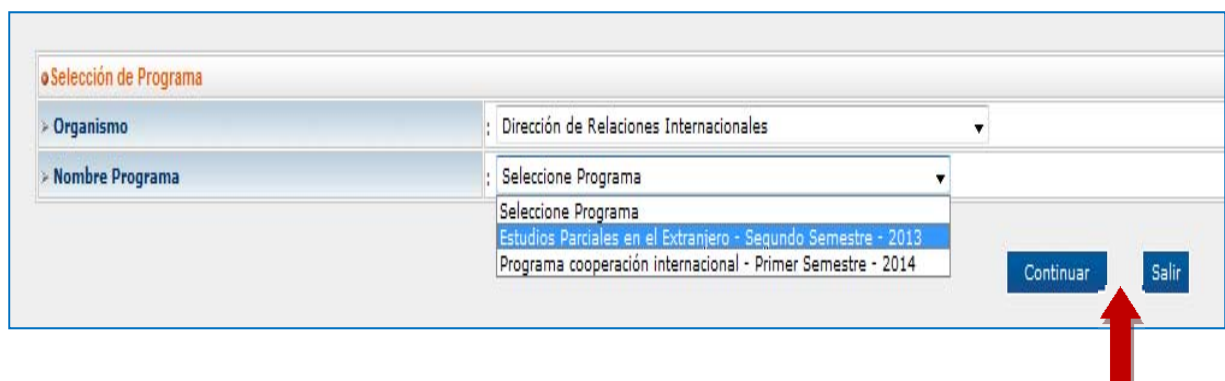 Selección de Programa
> Organismo : Dirección de Relaciones Internacionales
> Nombre Programa : Seleccione Programa
Seleccione Programa
Estudios Parciales en el Extranjero - Segundo Semestre - 2013
Programa cooperación internacional - Primer Semestre - 2014
Continuar Salir